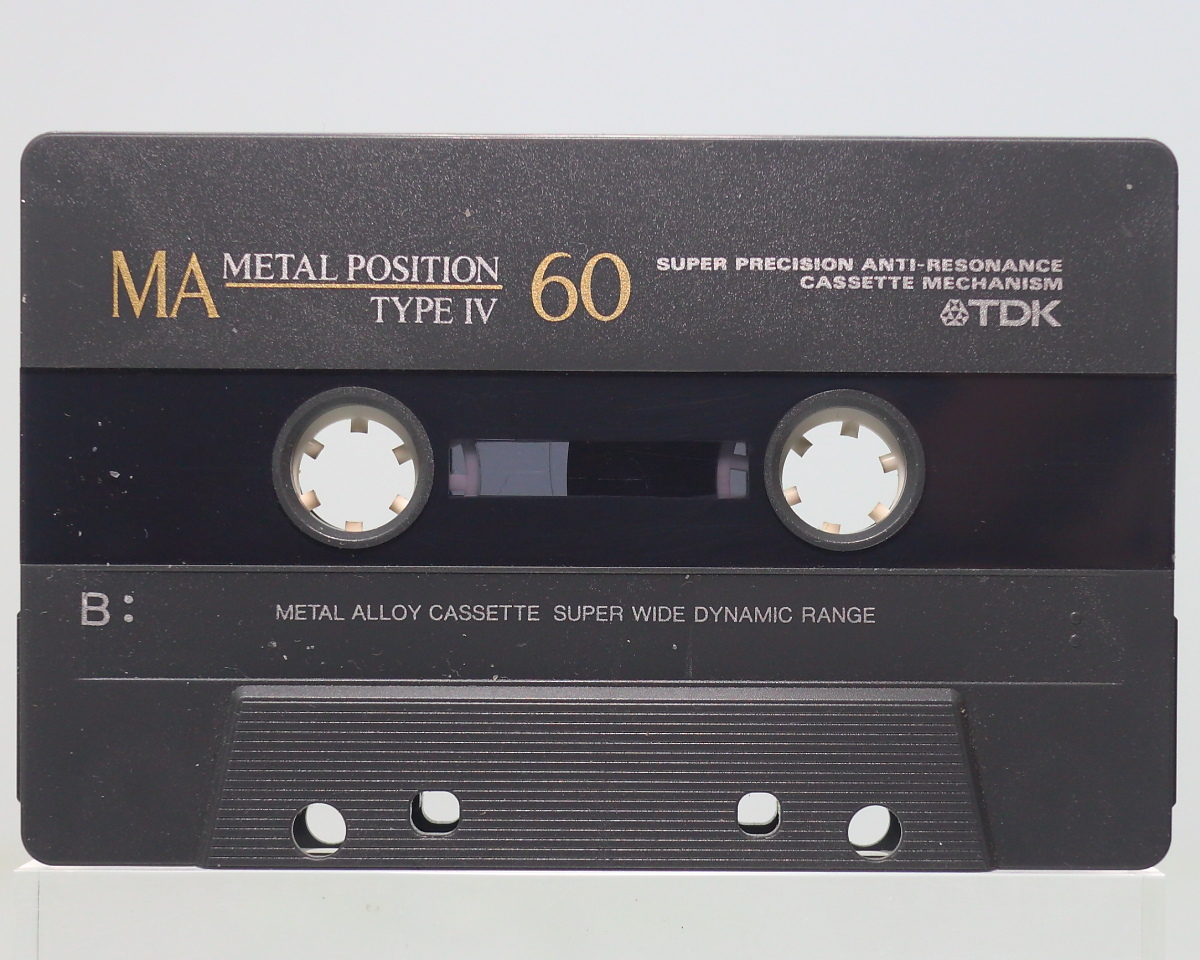 MA METAL POSITION 60
TYPE IV
SUPER PRECISION ANTI-RESONANCE
CASSETTE MECHANISM
TDK
B:
METAL ALLOY CASSETTE SUPER WIDE DYNAMIC RANGE